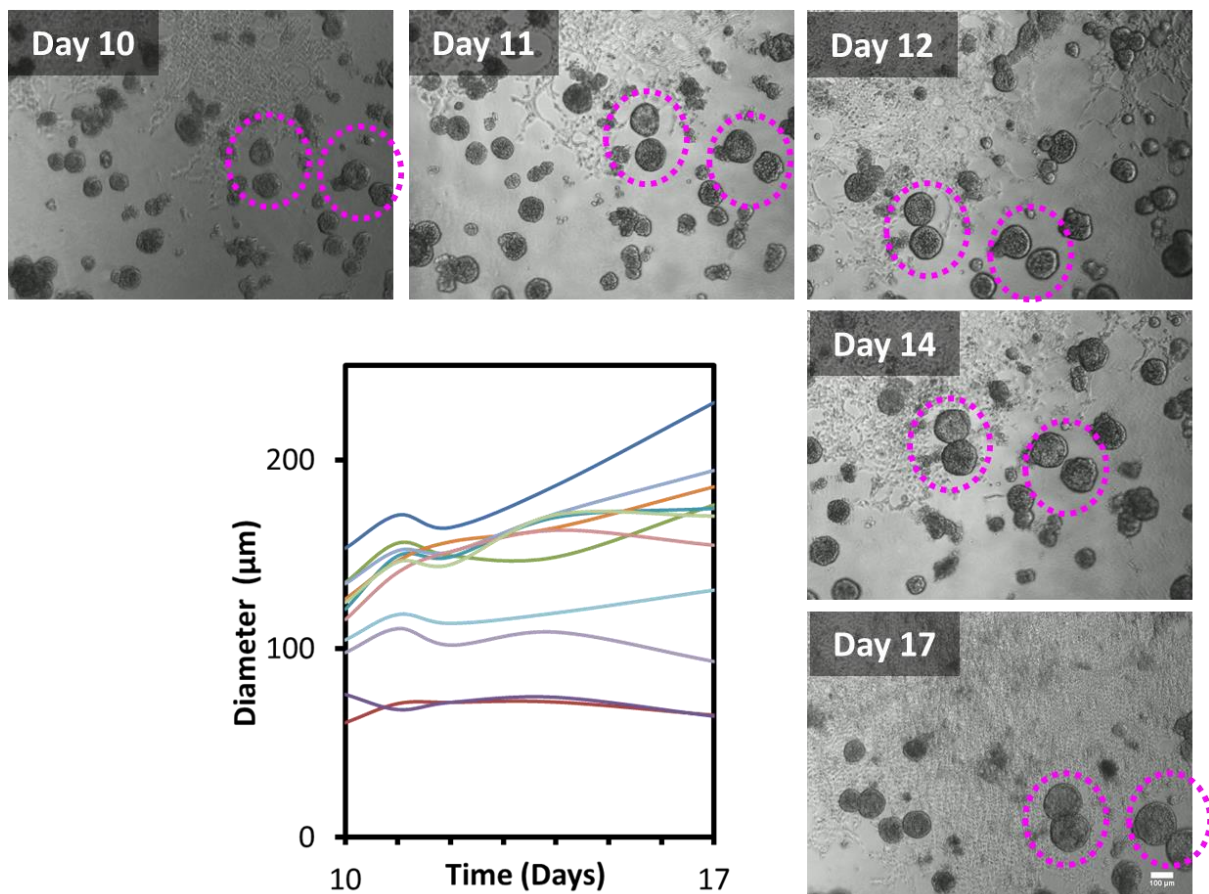 Day 10
Day 11
Day 12
Day 14
Day 17
200
100
0
Diameter (µm)
10
Time (Days)
17
100 µm